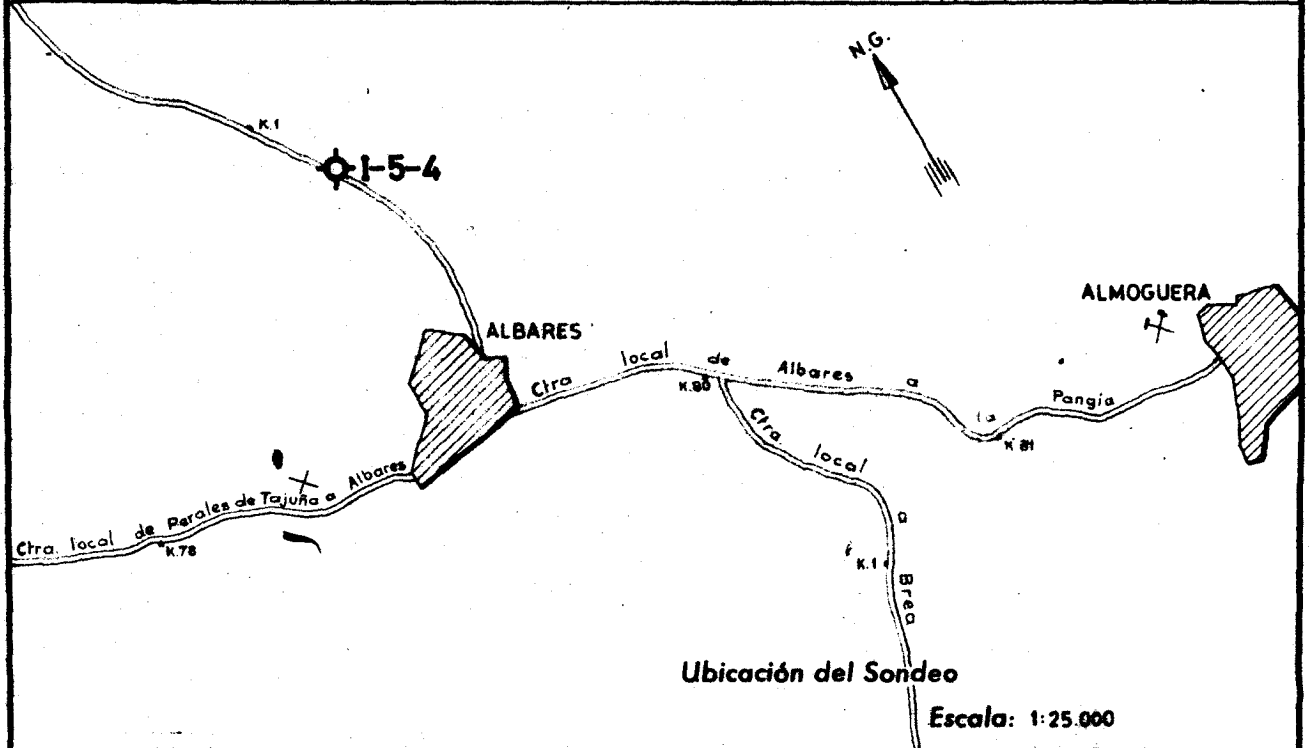 N.G.
K.1
I-5-4
ALMOGUERA
ALBARES
Ctra local de Albares a la Pangía
K.80
K.81
Ctra. local a Brea
Ctra. local de Perales de Tajuña a Albares
K.78
K.1
Ubicación del Sondeo
Escala: 1:25.000